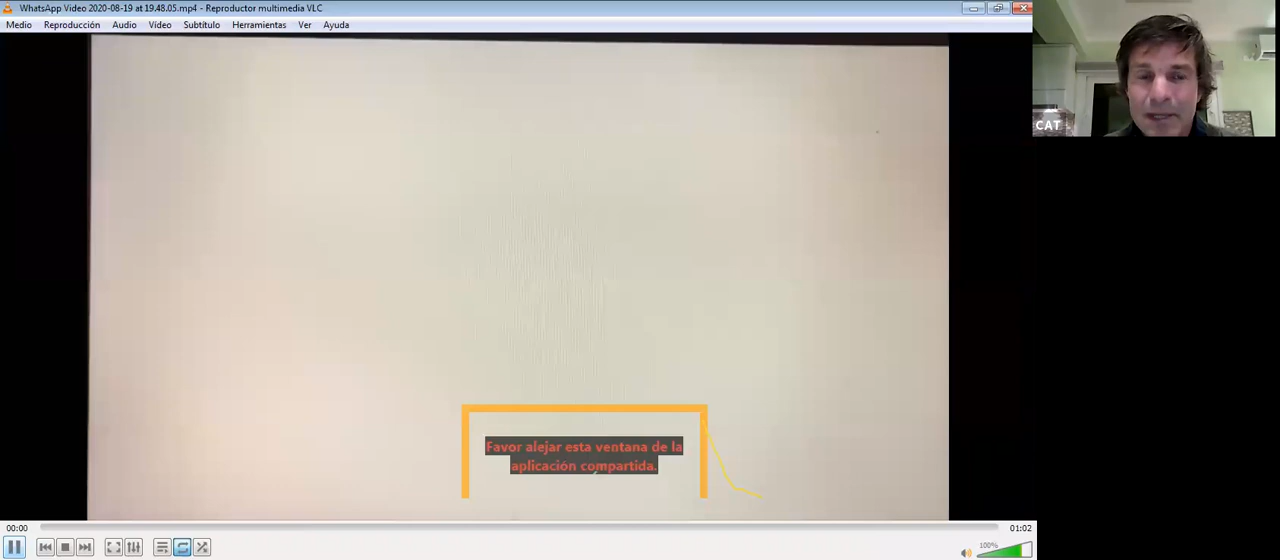 WhatsApp Video 2020-08-19 at 19.48.05.mp4 - Reproductor multimedia VLC
Medio Reproducción Audio Vídeo Subtítulo Herramientas Ver Ayuda
CAT
Favor alejar esta ventana de la
aplicación compartida.
00:00 01:02
100%